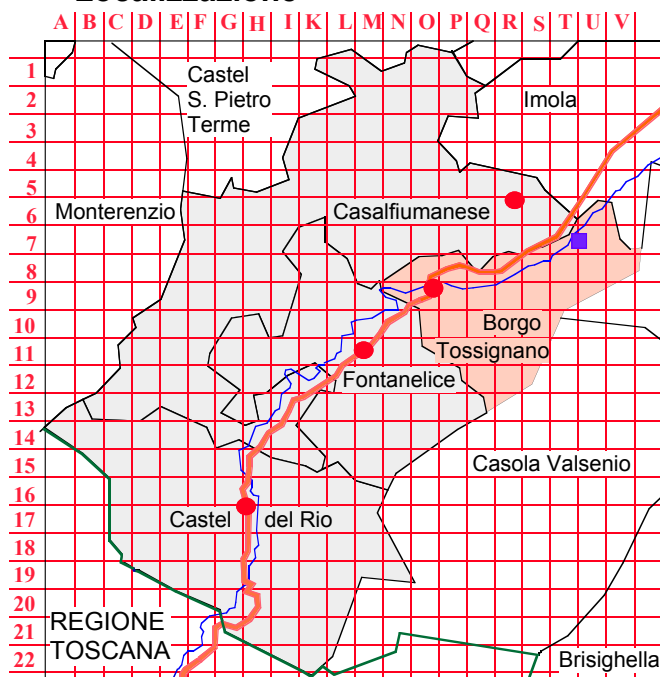 Localizzazione
A B C D E F G H I K L M N O P Q R S T U V
1
2
3
4
5
6
7
8
9
10
11
12
13
14
15
16
17
18
19
20
21
22
Castel
S. Pietro
Terme
Imola
Monterenzio
Casalfiumanese
Borgo
Tossignano
Fontanelice
Casola Valsenio
Castel del Rio
REGIONE
TOSCANA
Brisighella